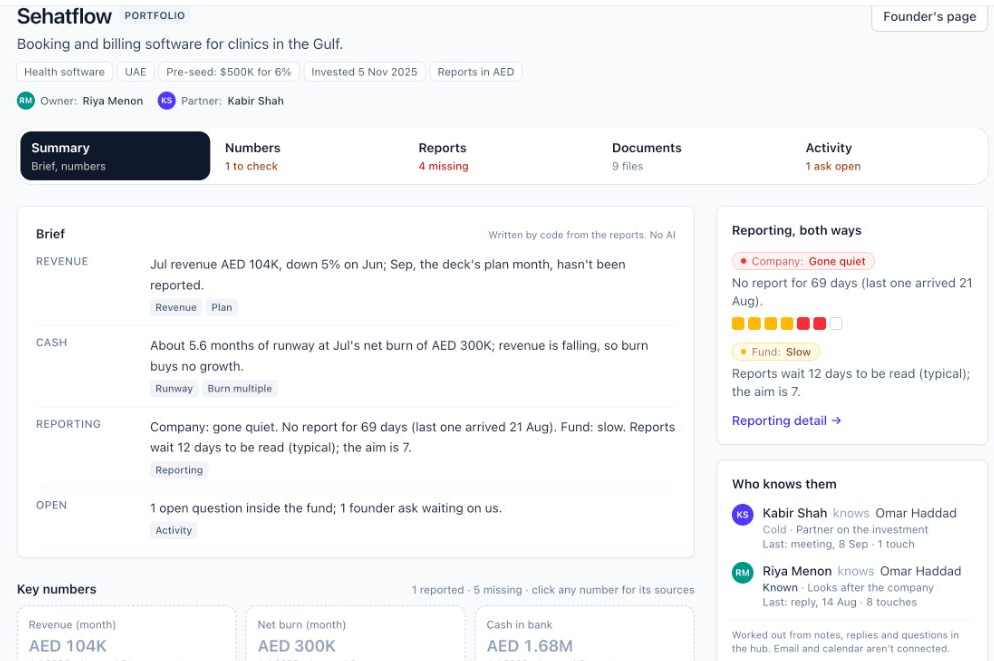 Sehatflow PORTFOLIO
Founder's page
Booking and billing software for clinics in the Gulf.
Health software UAE Pre-seed: $500K for 6% Invested 5 Nov 2025 Reports in AED
RM Owner: Riya Menon KS Partner: Kabir Shah
Summary
Brief, numbers
Numbers
1 to check
Reports
4 missing
Documents
9 files
Activity
1 ask open
Brief
Written by code from the reports. No AI
REVENUE
Jul revenue AED 104K, down 5% on Jun; Sep, the deck's plan month, hasn't been
reported.
Revenue Plan
CASH
About 5.6 months of runway at Jul's net burn of AED 300K; revenue is falling, so burn
buys no growth.
Runway Burn multiple
REPORTING
Company: gone quiet. No report for 69 days (last one arrived 21 Aug). Fund: slow. Reports
wait 12 days to be read (typical); the aim is 7.
Reporting
OPEN
1 open question inside the fund; 1 founder ask waiting on us.
Activity
Key numbers
1 reported · 5 missing · click any number for its sources
Revenue (month)
AED 104K
Net burn (month)
AED 300K
Cash in bank
AED 1.68M
Reporting, both ways
Company: Gone quiet
No report for 69 days (last one arrived 21
Aug).
Fund: Slow
Reports wait 12 days to be read (typical);
the aim is 7.
Reporting detail →
Who knows them
KS Kabir Shah knows Omar Haddad
Cold · Partner on the investment
Last: meeting, 8 Sep · 1 touch
RM Riya Menon knows Omar Haddad
Known · Looks after the company
Last: reply, 14 Aug · 8 touches
Worked out from notes, replies and questions in
the hub. Email and calendar aren't connected.